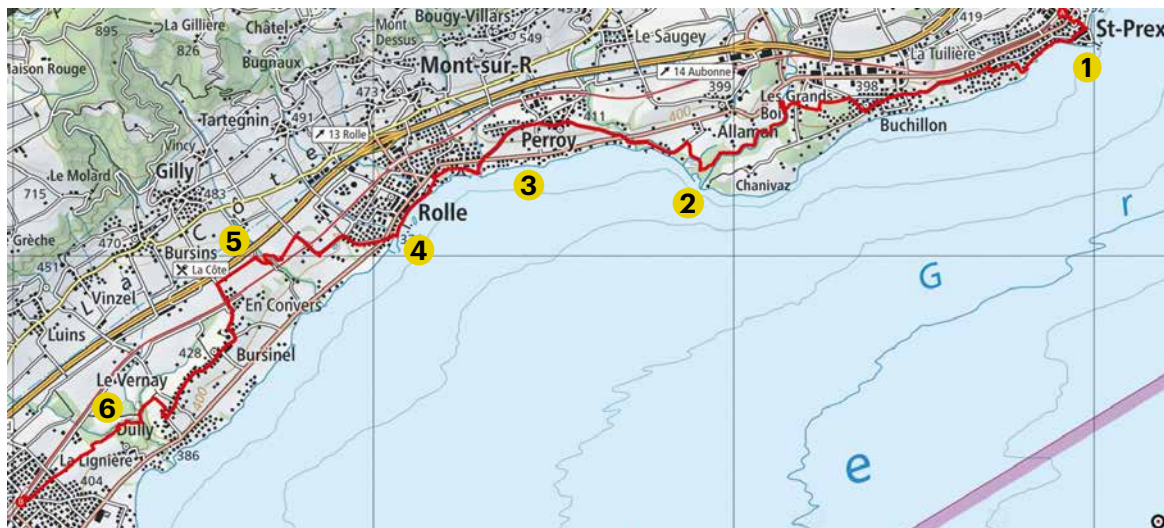 895
La Gillière
Châtel
Bougy-Villars
Mont Dessus
549
419
St-Prex
826
Bugnaux
Le Saugey
La Tuilière
1
Maison Rouge
Mont-sur-R.
14 Aubonne
473
399
Les Grands Boi
398
Tartegnin
491
13 Rolle
411
400
Allaman
Buchillon
Vincy
Perroy
Le Molard
Gilly
Chanivaz
715
483
3
2
Rolle
r
Grèche
470
5
4
451
Bursins
La Côte
G
Vinzel
En Convers
Luins
428
Bursinel
Le Vernay
400
6
Dully
e
La Lignière
386
404